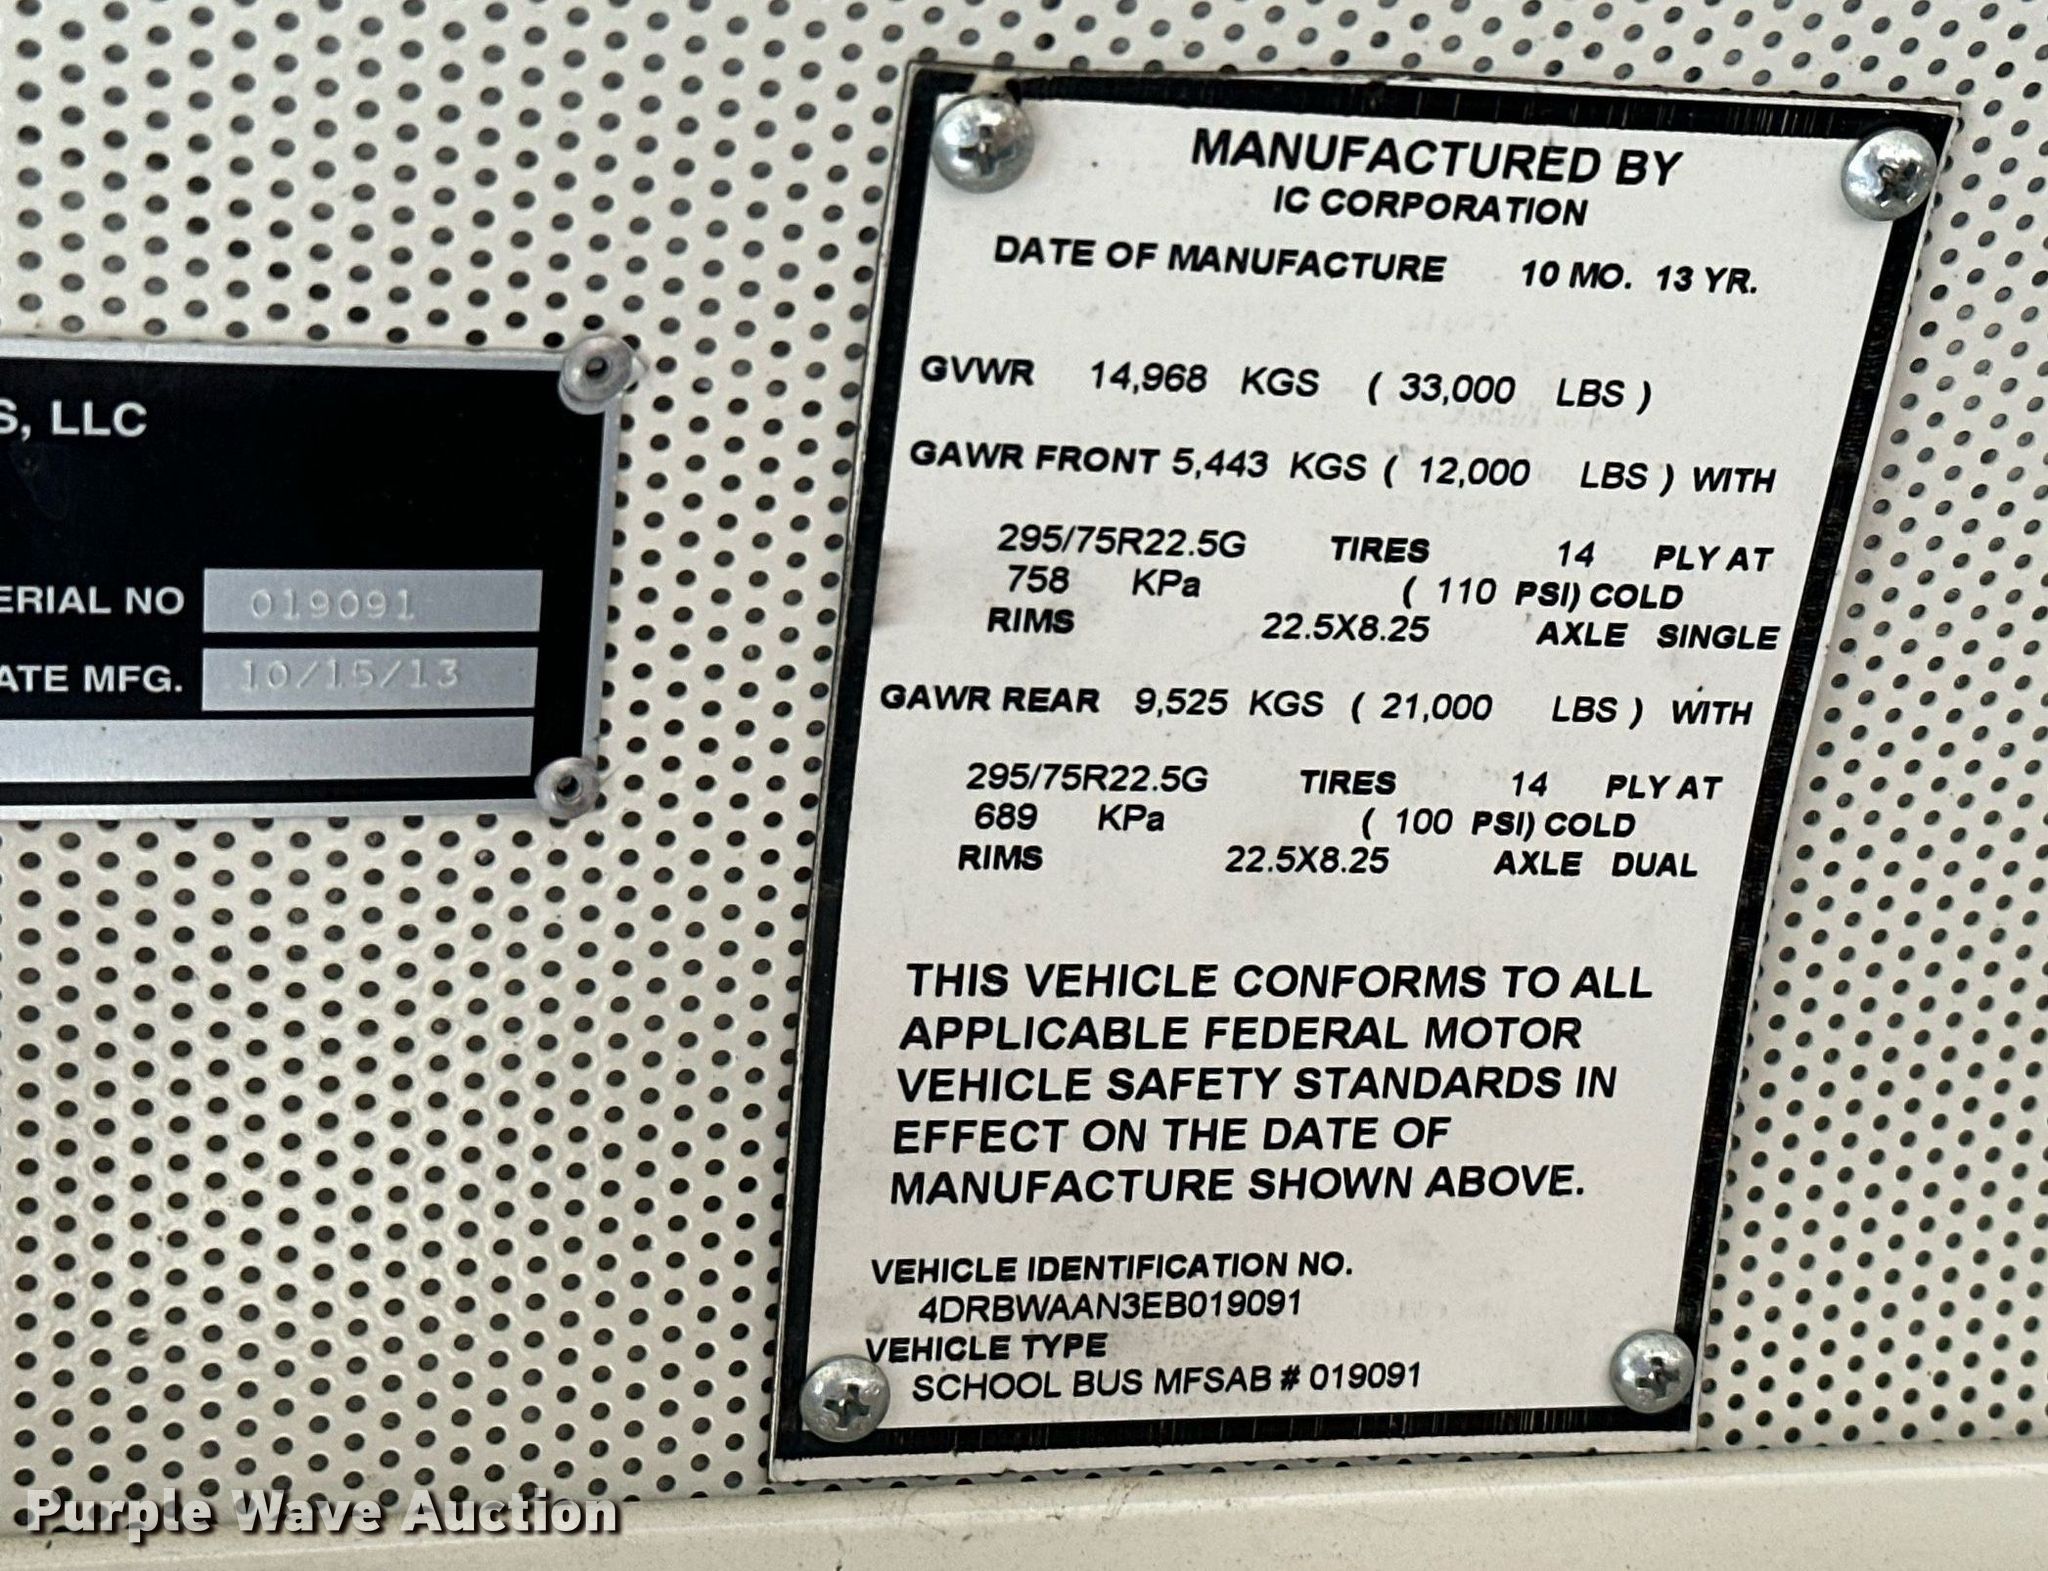 S, LLC
ERIAL NO 019091
ATE MFG. 10/15/13
MANUFACTURED BY
IC CORPORATION
DATE OF MANUFACTURE 10 MO. 13 YR.
GVWR 14,968 KGS ( 33,000 LBS )
GAWR FRONT 5,443 KGS ( 12,000 LBS ) WITH
295/75R22.5G TIRES 14 PLY AT
758 KPa ( 110 PSI) COLD
RIMS 22.5X8.25 AXLE SINGLE
GAWR REAR 9,525 KGS ( 21,000 LBS ) WITH
295/75R22.5G TIRES 14 PLY AT
689 KPa ( 100 PSI) COLD
RIMS 22.5X8.25 AXLE DUAL
THIS VEHICLE CONFORMS TO ALL
APPLICABLE FEDERAL MOTOR
VEHICLE SAFETY STANDARDS IN
EFFECT ON THE DATE OF
MANUFACTURE SHOWN ABOVE.
VEHICLE IDENTIFICATION NO.
4DRBWAAN3EB019091
VEHICLE TYPE
SCHOOL BUS MFSAB # 019091
Purple Wave Auction